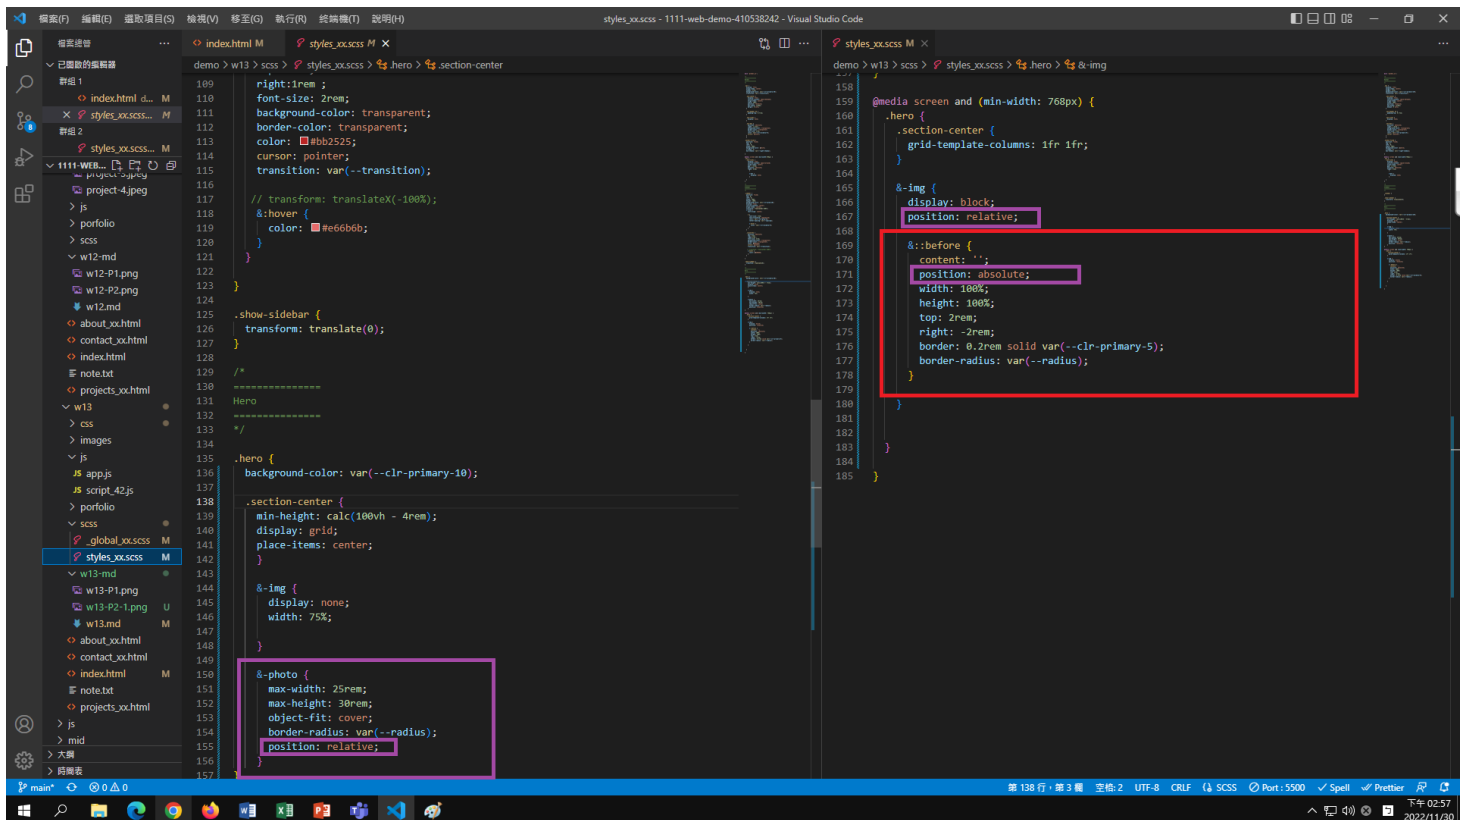 檔案(F) 編輯(E) 選取項目(S) 檢視(V) 移至(G) 執行(R) 終端機(T) 說明(H)
styles_xx.scss - 1111-web-demo-410538242 - Visual Studio Code
檔案總管 ...
已開啟的編輯器
群組 1
index.html d... M
styles_xx.scss... M
群組 2
styles_xx.scss... M
1111-WEB...
project-3.jpeg
project-4.jpeg
js
porfolio
scss
w12-md
w12-P1.png
w12-P2.png
w12.md
about_xx.html
contact_xx.html
index.html
note.txt
projects_xx.html
w13
css
images
js
JS app.js
JS script_42.js
porfolio
scss
_global_xx.scss M
styles_xx.scss M
w13-md
w13-P1.png
w13-P2-1.png U
w13.md M
about_xx.html
contact_xx.html
index.html M
note.txt
projects_xx.html
js
mid
大綱
時間表
index.html M
styles_xx.scss M
demo > w13 > scss > styles_xx.scss > .hero > .section-center
109 right:1rem ;
110 font-size: 2rem;
111 background-color: transparent;
112 border-color: transparent;
113 color: #bb2525;
114 cursor: pointer;
115 transition: var(--transition);
116
117 // transform: translateX(-100%);
118 &:hover {
119 color: #e66b6b;
120 }
121 }
122
123 }
124
125 .show-sidebar {
126 transform: translate(0);
127 }
128
129 /*
130 ===============
131 Hero
132 ===============
133 */
134
135 .hero {
136 background-color: var(--clr-primary-10);
137
138 .section-center {
139 min-height: calc(100vh - 4rem);
140 display: grid;
141 place-items: center;
142 }
143
144 &-img {
145 display: none;
146 width: 75%;
147
148 }
149
150 &-photo {
151 max-width: 25rem;
152 max-height: 30rem;
153 object-fit: cover;
154 border-radius: var(--radius);
155 position: relative;
156 }
157 }
styles_xx.scss M
demo > w13 > scss > styles_xx.scss > .hero > &-img
157 }
158
159 @media screen and (min-width: 768px) {
160 .hero {
161 .section-center {
162 grid-template-columns: 1fr 1fr;
163 }
164
165 &-img {
166 display: block;
167 position: relative;
168
169 &::before {
170 content: '';
171 position: absolute;
172 width: 100%;
173 height: 100%;
174 top: 2rem;
175 right: -2rem;
176 border: 0.2rem solid var(--clr-primary-5);
177 border-radius: var(--radius);
178 }
179
180 }
181
182
183 }
184
185 }
main* 0 0
第 138 行,第 3 欄 空格: 2 UTF-8 CRLF SCSS Port : 5500 Spell Prettier
下午 02:57
2022/11/30